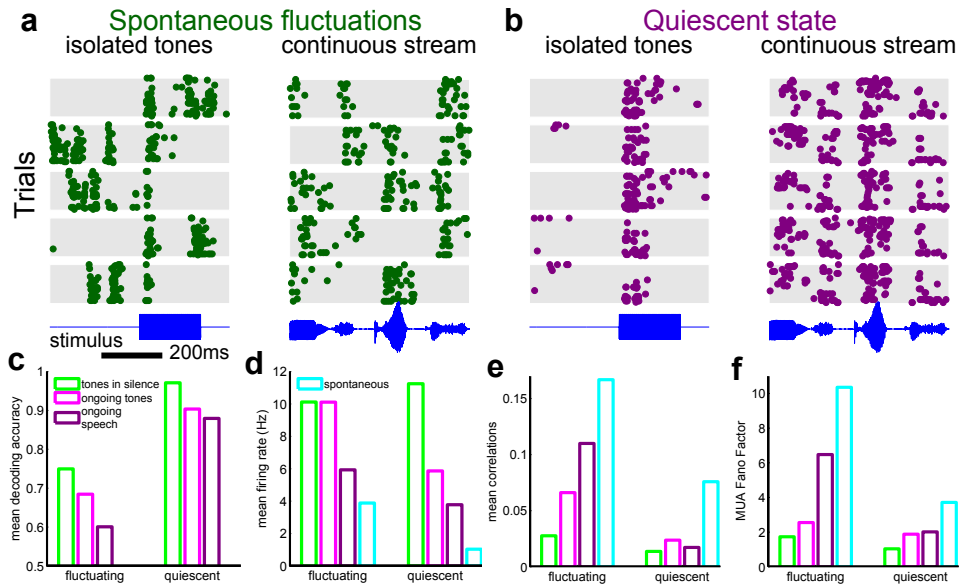 a Spontaneous fluctuations
isolated tones continuous stream
b Quiescent state
isolated tones continuous stream
Trials
stimulus
200ms
c
mean decoding accuracy
1
0.9
0.8
0.7
0.6
0.5
tones in silence
ongoing tones
ongoing
speech
fluctuating quiescent
d
mean firing rate (Hz)
12
10
8
6
4
2
0
spontaneous
fluctuating quiescent
e
mean correlations
0.15
0.1
0.05
0
fluctuating quiescent
f
MUA Fano Factor
10
8
6
4
2
0
fluctuating quiescent